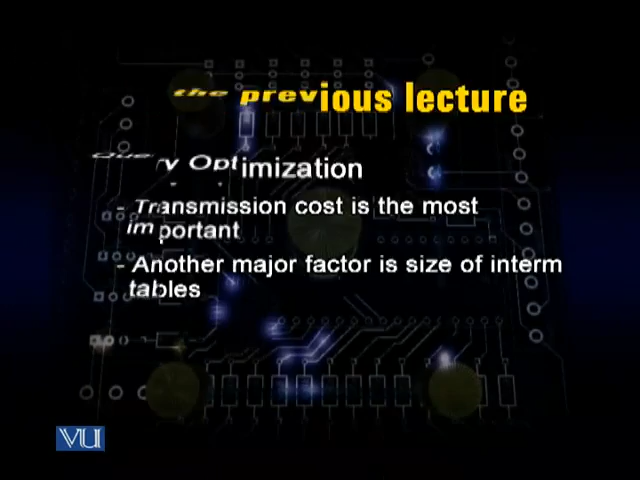 the previous lecture
Query Optimization
- Transmission cost is the most
important
- Another major factor is size of interm
tables
VU